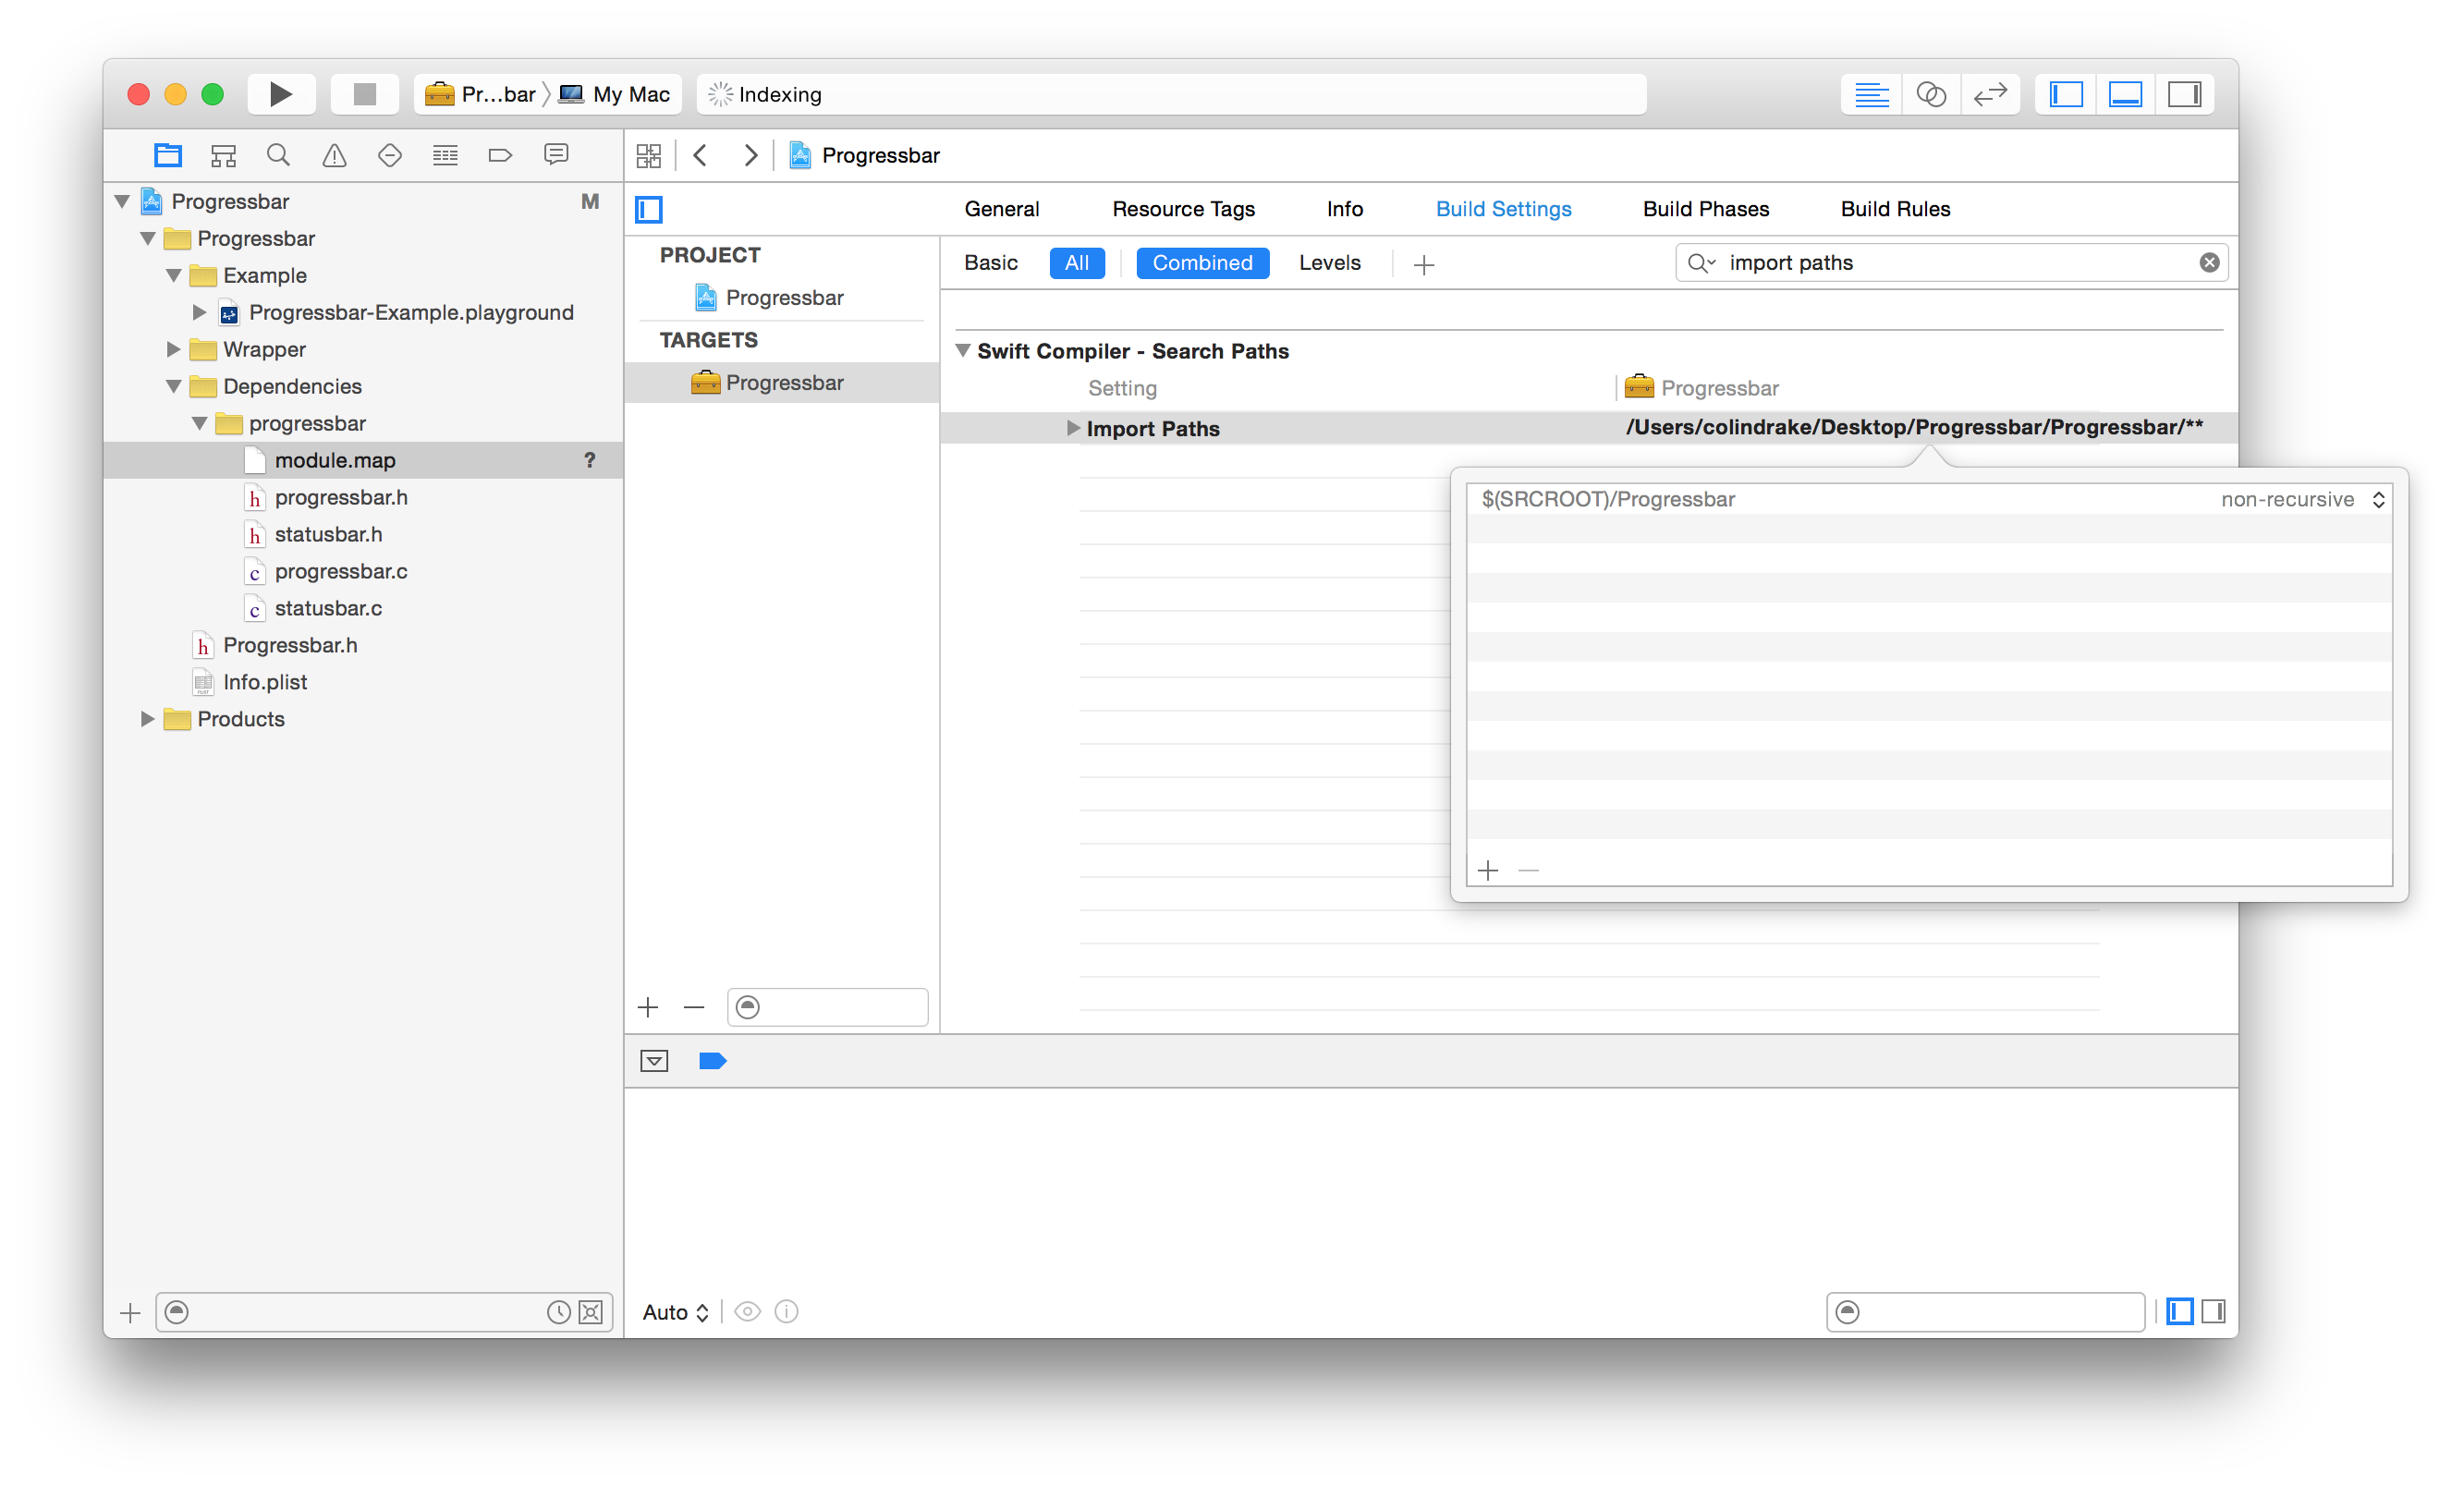 Pr...bar My Mac Indexing
Progressbar
Progressbar M
Progressbar
Example
Progressbar-Example.playground
Wrapper
Dependencies
progressbar
module.map ?
h progressbar.h
h statusbar.h
c progressbar.c
c statusbar.c
h Progressbar.h
Info.plist
Products
General Resource Tags Info Build Settings Build Phases Build Rules
PROJECT
Progressbar
TARGETS
Progressbar
Basic All Combined Levels import paths
Swift Compiler - Search Paths
Setting Progressbar
Import Paths /Users/colindrake/Desktop/Progressbar/Progressbar/**
$(SRCROOT)/Progressbar non-recursive
Auto